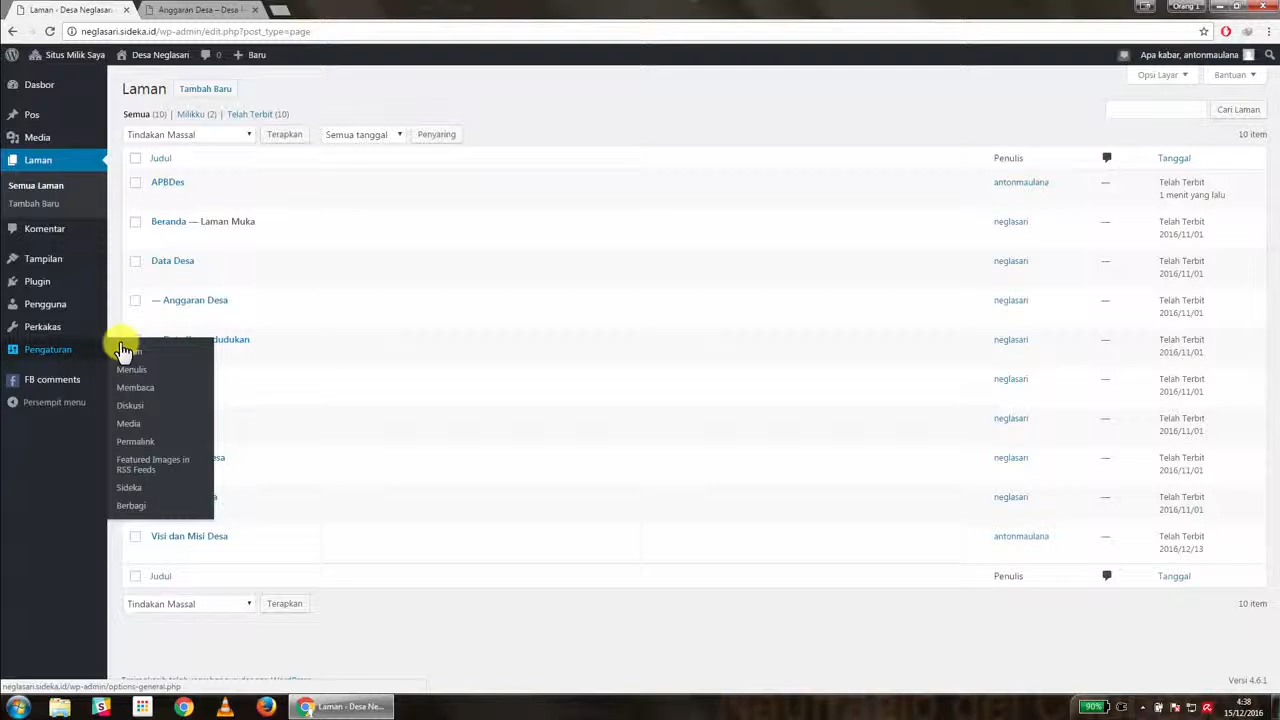 Laman ‹ Desa Neglasari
Anggaran Desa – Desa
Orang 1
neglasari.sideka.id/wp-admin/edit.php?post_type=page
Situs Milik Saya
Desa Neglasari
0
Baru
Apa kabar, antonmaulana
Dasbor
Pos
Media
Laman
Semua Laman
Tambah Baru
Komentar
Tampilan
Plugin
Pengguna
Perkakas
Pengaturan
FB comments
Persempit menu
Menulis
Membaca
Diskusi
Media
Permalink
Featured Images in
RSS Feeds
Sideka
Berbagi
Laman Tambah Baru
Opsi Layar
Bantuan
Semua (10) | Milikku (2) | Telah Terbit (10)
Cari Laman
Tindakan Massal Terapkan Semua tanggal Penyaring
10 item
Judul Penulis Tanggal
APBDes antonmaulana — Telah Terbit
1 menit yang lalu
Beranda — Laman Muka neglasari — Telah Terbit
2016/11/01
Data Desa neglasari — Telah Terbit
2016/11/01
— Anggaran Desa neglasari — Telah Terbit
2016/11/01
neglasari — Telah Terbit
2016/11/01
neglasari — Telah Terbit
2016/11/01
neglasari — Telah Terbit
2016/11/01
neglasari — Telah Terbit
2016/11/01
neglasari — Telah Terbit
2016/11/01
Visi dan Misi Desa antonmaulana — Telah Terbit
2016/12/13
Judul Penulis Tanggal
Tindakan Massal Terapkan
10 item
Versi 4.6.1
neglasari.sideka.id/wp-admin/options-general.php
Laman ‹ Desa Ne...
90%
4:38
15/12/2016